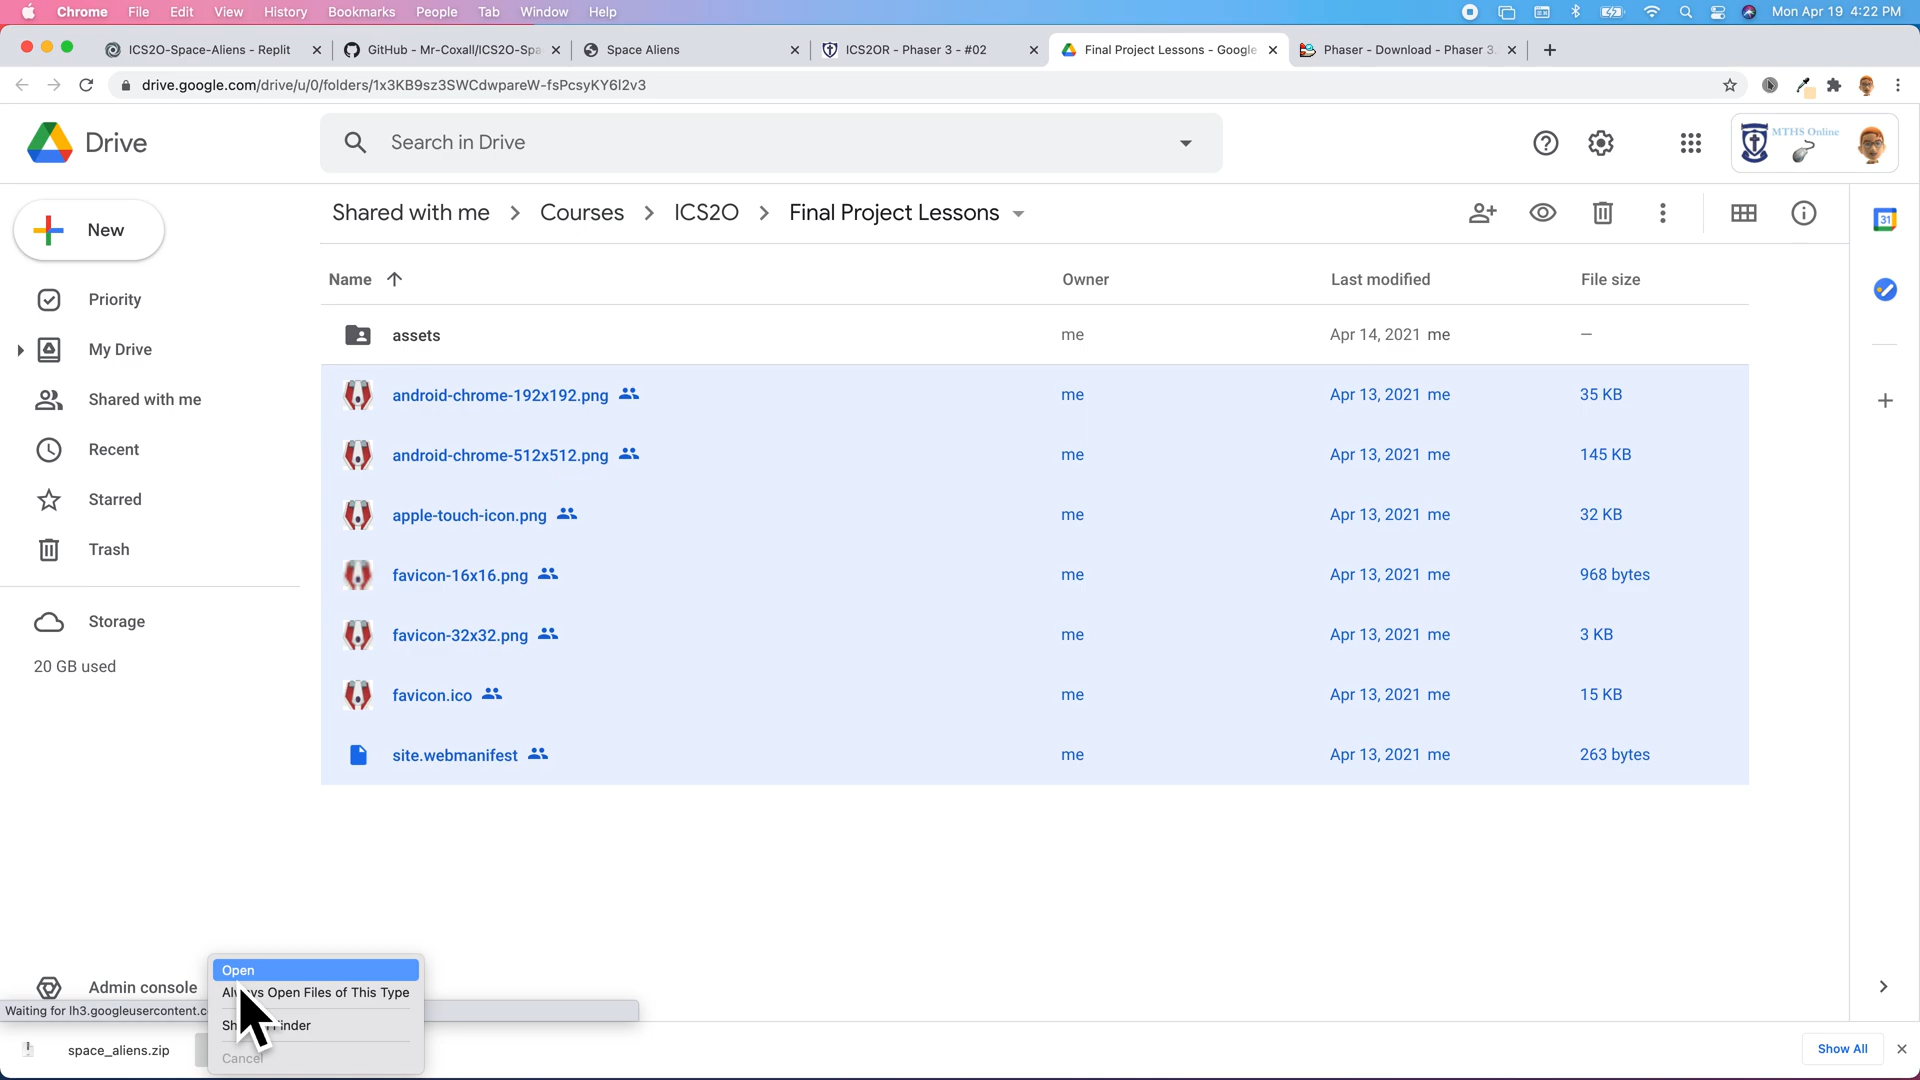 Chrome File Edit View History Bookmarks People Tab Window Help Mon Apr 19 4:22 PM
ICS2O-Space-Aliens - Replit GitHub - Mr-Coxall/ICS2O-Spa Space Aliens ICS2OR - Phaser 3 - #02 Final Project Lessons - Google Phaser - Download - Phaser 3
drive.google.com/drive/u/0/folders/1x3KB9sz3SWCdwpareW-fsPcsyKY6l2v3
Drive Search in Drive MTHS Online
New
Shared with me > Courses > ICS2O > Final Project Lessons
31
Name Owner Last modified File size
Priority
My Drive
Shared with me
Recent
Starred
Trash
Storage
20 GB used
Admin console
assets me Apr 14, 2021 me –
android-chrome-192x192.png me Apr 13, 2021 me 35 KB
android-chrome-512x512.png me Apr 13, 2021 me 145 KB
apple-touch-icon.png me Apr 13, 2021 me 32 KB
favicon-16x16.png me Apr 13, 2021 me 968 bytes
favicon-32x32.png me Apr 13, 2021 me 3 KB
favicon.ico me Apr 13, 2021 me 15 KB
site.webmanifest me Apr 13, 2021 me 263 bytes
Open
Open Files of This Type
Cancel
Waiting for lh3.googleusercontent.c
space_aliens.zip
Show All